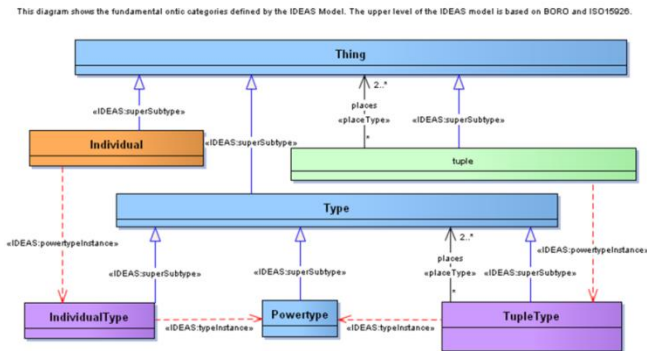 This diagram shows the fundamental ontic categories defined by the IDEAS Model. The upper level of the IDEAS model is based on BORO and ISO15926.
Thing
2..*
«IDEAS:superSubtype»
places
«placeType»
«IDEAS:superSubtype»
*
Individual
«IDEAS:superSubtype»
tuple
Type
2..*
«IDEAS:powertypeInstance»
places
«IDEAS:powertypeInstance»
«IDEAS:superSubtype»
«IDEAS:superSubtype»
«placeType»
«IDEAS:superSubtype»
*
IndividualType
Powertype
TupleType
«IDEAS:typeInstance»
«IDEAS:typeInstance»